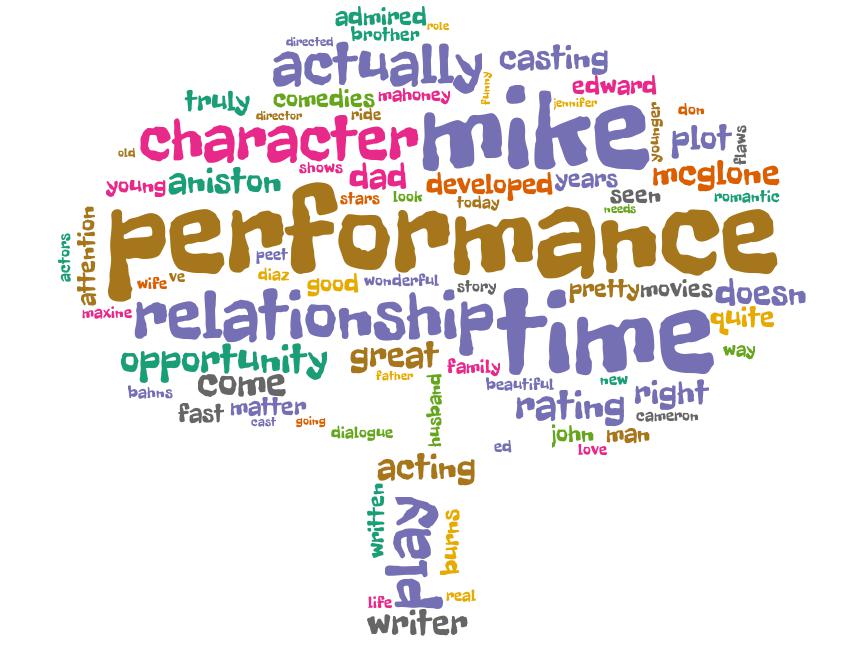 admired
role
brother
directed
actually
casting
funny
edward
truly
comedies
mahoney
jennifer
director
ride
younger
don
character
mike
plot
flaws
old
shows
dad
young
aniston
developed
years
mcglone
seen
romantic
stars
look
today
needs
performance
actors
attention
peet
wife
ve
diaz
good
wonderful
story
pretty
movies
doesn
maxine
relationship
time
quite
opportunity
great
family
way
father
come
husband
beautiful
new
bahns
right
fast
matter
rating
cameron
cast
going
dialogue
john
man
ed
love
acting
written
play
burns
life
real
writer